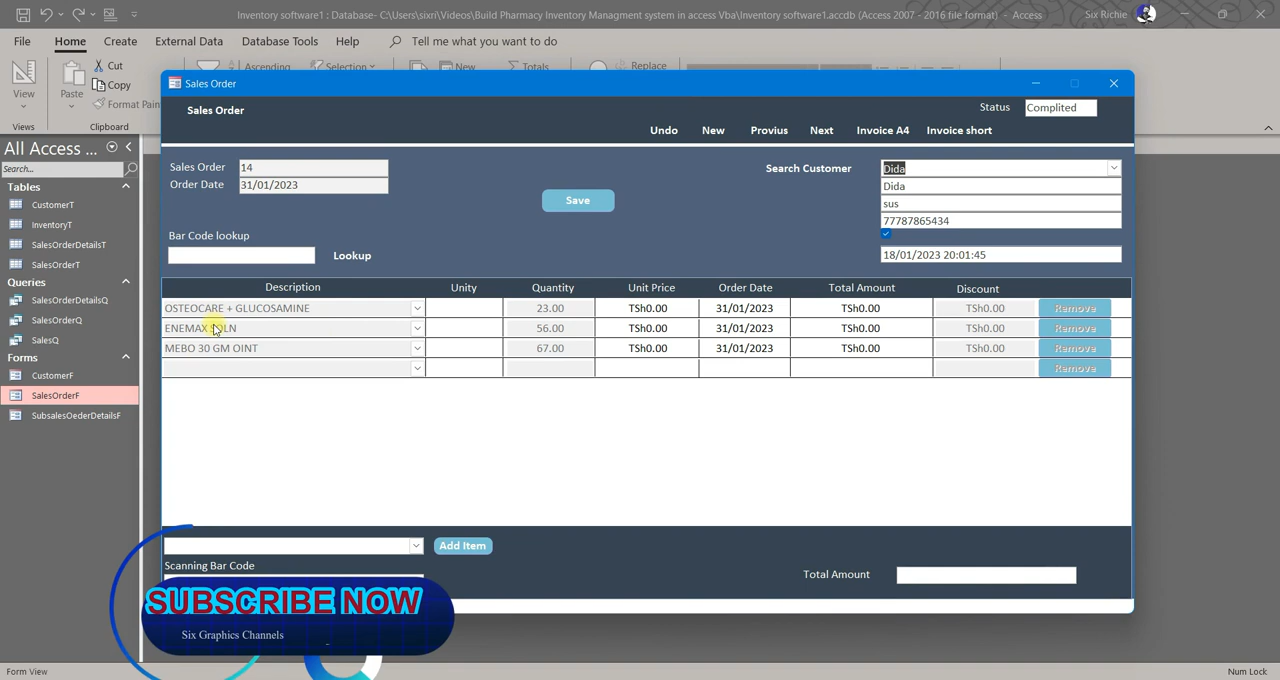 Inventory software1 : Database- C:\Users\sixri\Videos\Build Pharmacy Inventory Managment system in access Vba\Inventory software1.accdb (Access 2007 - 2016 file format) - Access
Six Richie
File Home Create External Data Database Tools Help Tell me what you want to do
View
Views
Paste
Cut
Copy
Format Pain
Clipboard
Ascending
Selection
New
Totals
Replace
All Access ...
Search...
Tables
CustomerT
InventoryT
SalesOrderDetailsT
SalesOrderT
Queries
SalesOrderDetailsQ
SalesOrderQ
SalesQ
Forms
CustomerF
SalesOrderF
SubsalesOederDetailsF
Sales Order
Sales Order
Status Complited
Undo New Provius Next Invoice A4 Invoice short
Sales Order 14
Order Date 31/01/2023
Save
Search Customer Dida
Dida
sus
77787865434
18/01/2023 20:01:45
Bar Code lookup
Lookup
Description Unity Quantity Unit Price Order Date Total Amount Discount
OSTEOCARE + GLUCOSAMINE 23.00 TSh0.00 31/01/2023 TSh0.00 TSh0.00 Remove
ENEMAX SOLN 56.00 TSh0.00 31/01/2023 TSh0.00 TSh0.00 Remove
MEBO 30 GM OINT 67.00 TSh0.00 31/01/2023 TSh0.00 TSh0.00 Remove
Remove
Add Item
Scanning Bar Code
Total Amount
SUBSCRIBE NOW
Six Graphics Channels
Form View
Num Lock